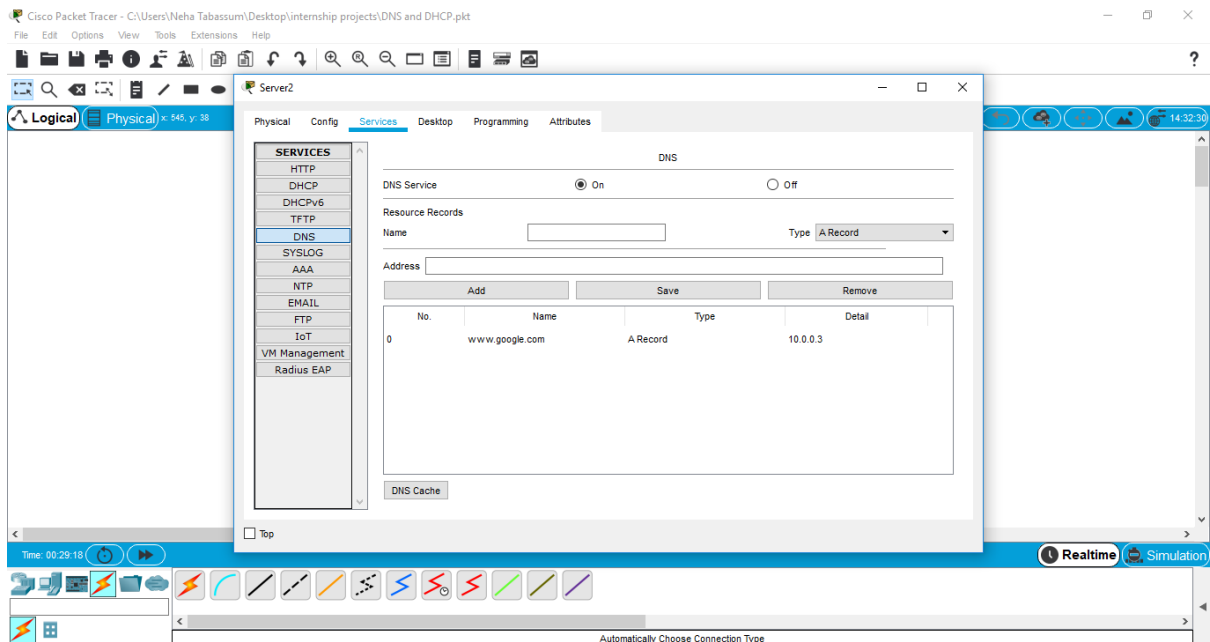 Cisco Packet Tracer - C:\Users\Neha Tabassum\Desktop\internship projects\DNS and DHCP.pkt
File Edit Options View Tools Extensions Help
?
Server2
Logical Physical x: 545, y: 38
14:32:30
Physical Config Services Desktop Programming Attributes
SERVICES
HTTP
DHCP
DHCPv6
TFTP
DNS
SYSLOG
AAA
NTP
EMAIL
FTP
IoT
VM Management
Radius EAP
DNS
DNS Service On Off
Resource Records
Name Type A Record
Address
Add Save Remove
No. Name Type Detail
0 www.google.com A Record 10.0.0.3
DNS Cache
Top
Time: 00:29:18 Realtime Simulation
Automatically Choose Connection Type